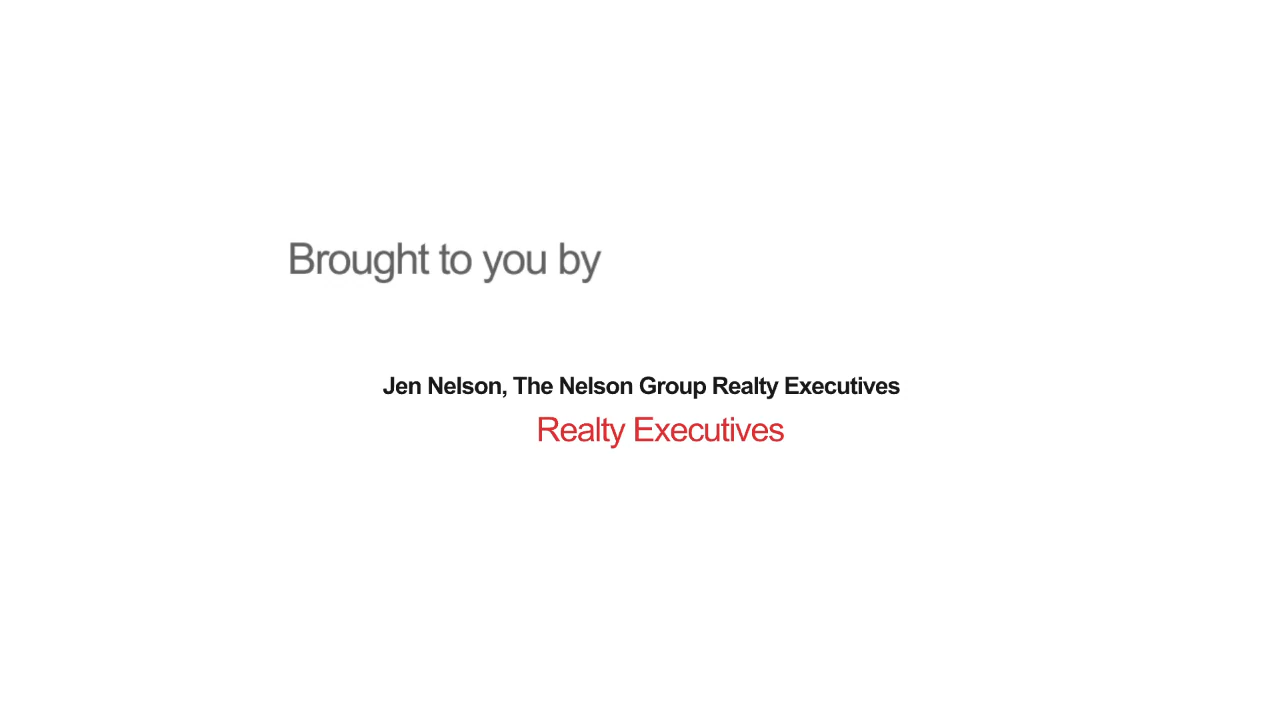 Brought to you by
Jen Nelson, The Nelson Group Realty Executives
Realty Executives